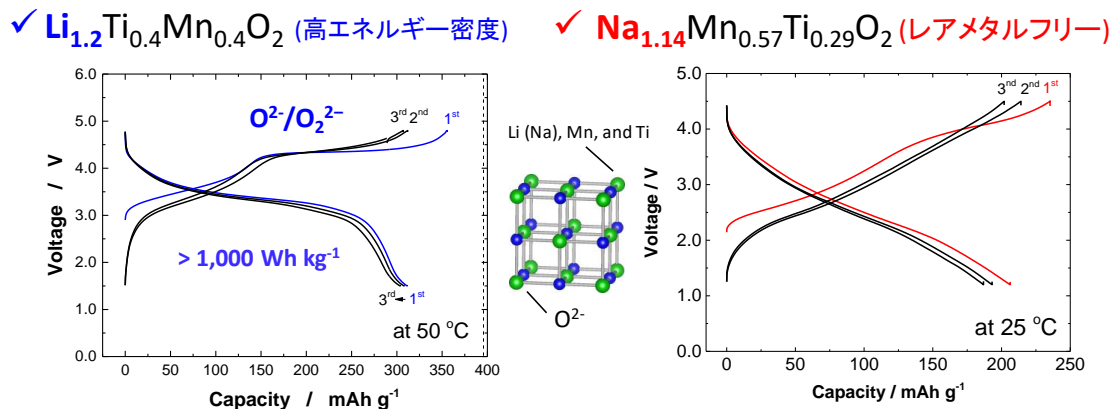 ✓ Li1.2Ti0.4Mn0.4O2 (高エネルギー密度)
✓ Na1.14Mn0.57Ti0.29O2 (レアメタルフリー)
6.0
5.0
4.0
3.0
2.0
1.0
0.0
Voltage / V
O2-/O22−
3rd 2nd
1st
> 1,000 Wh kg-1
3rd 1st
at 50 oC
0 50 100 150 200 250 300 350 400
Capacity / mAh g-1
Li (Na), Mn, and Ti
O2-
5.0
4.0
3.0
2.0
1.0
0.0
Voltage / V
3nd 2nd 1st
at 25 oC
0 50 100 150 200 250
Capacity / mAh g-1